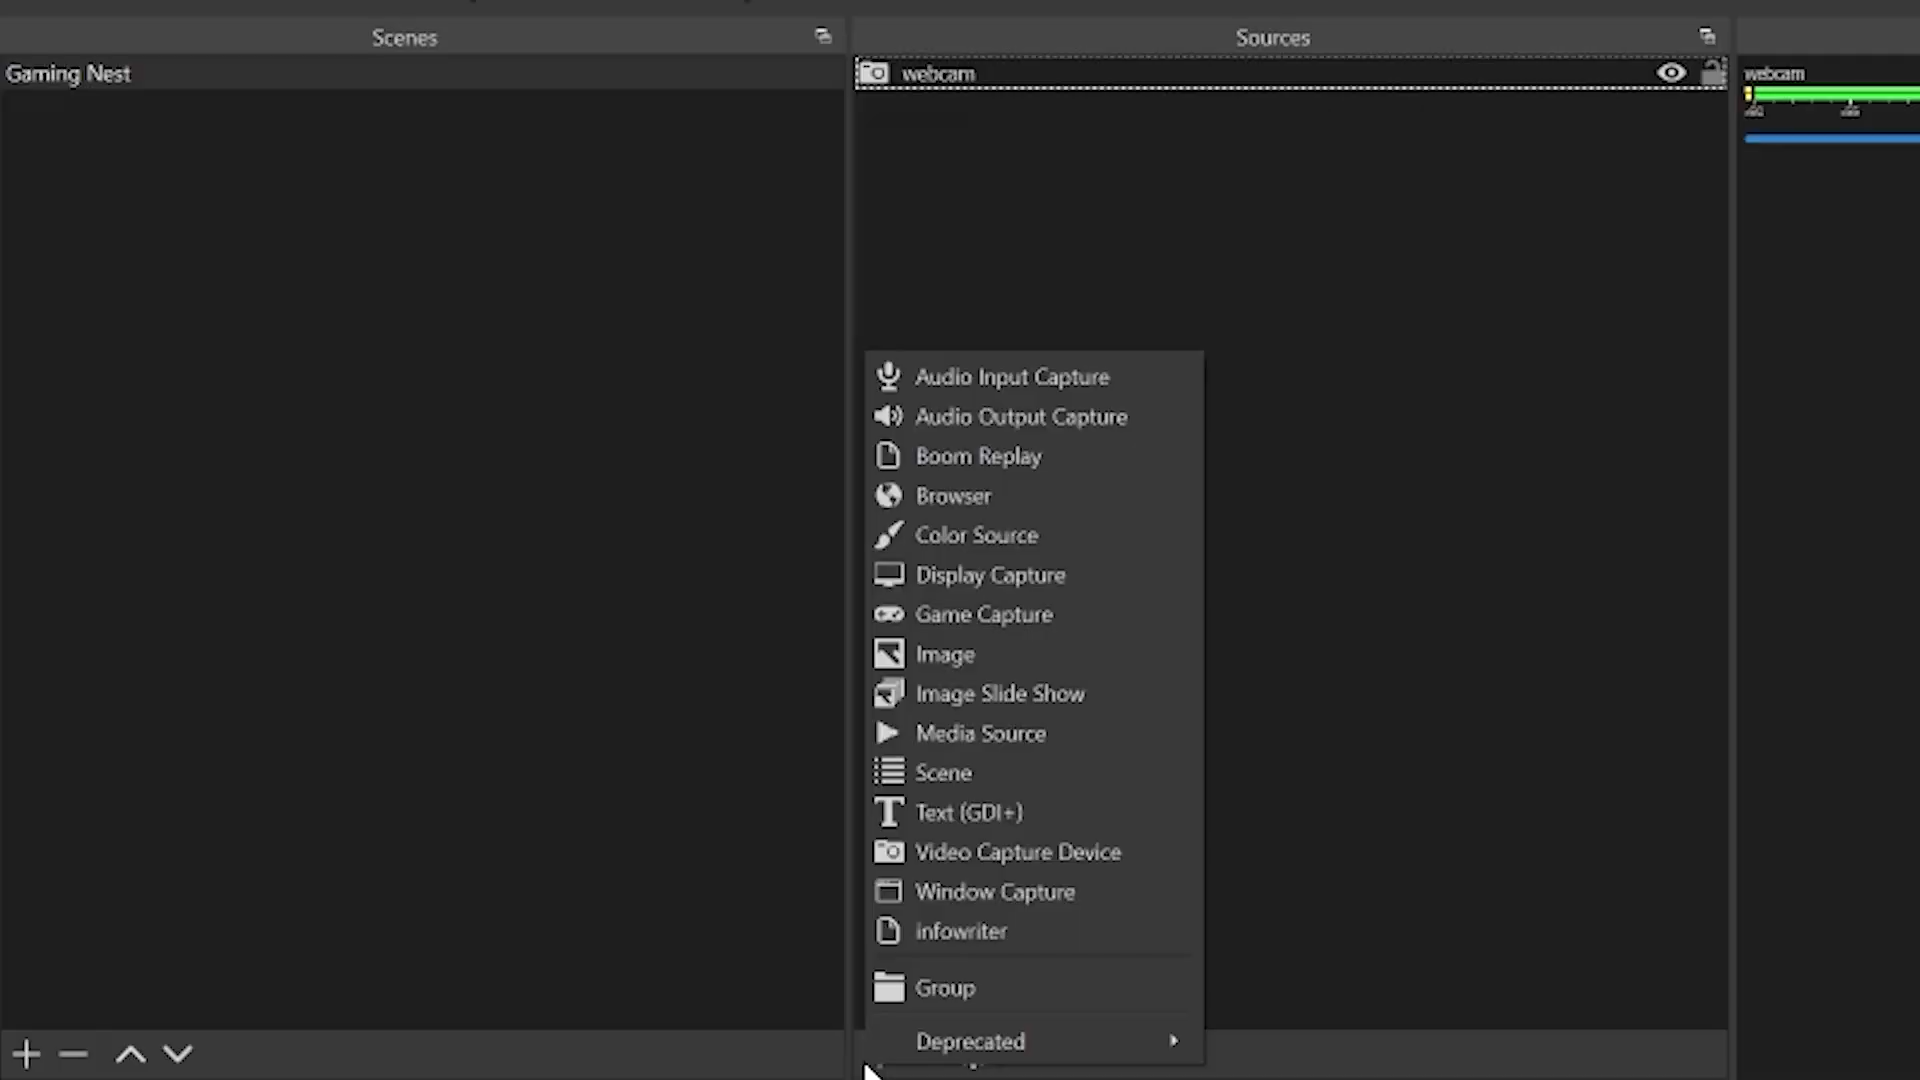 Scenes
Gaming Nest
Sources
webcam
webcam
Audio Input Capture
Audio Output Capture
Boom Replay
Browser
Color Source
Display Capture
Game Capture
Image
Image Slide Show
Media Source
Scene
Text (GDI+)
Video Capture Device
Window Capture
infowriter
Group
Deprecated